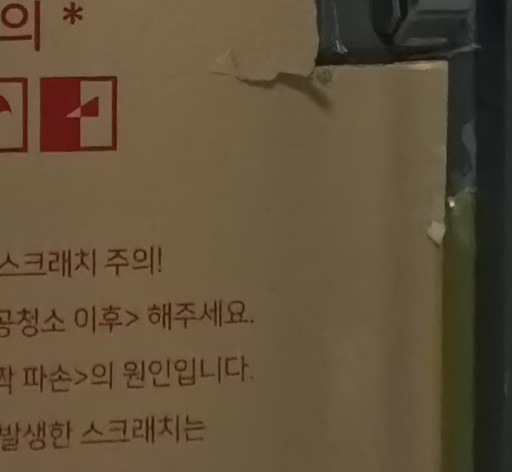 의 *
스크래치 주의!
공청소 이후> 해주세요.
작 파손>의 원인입니다.
발생한 스크래치는